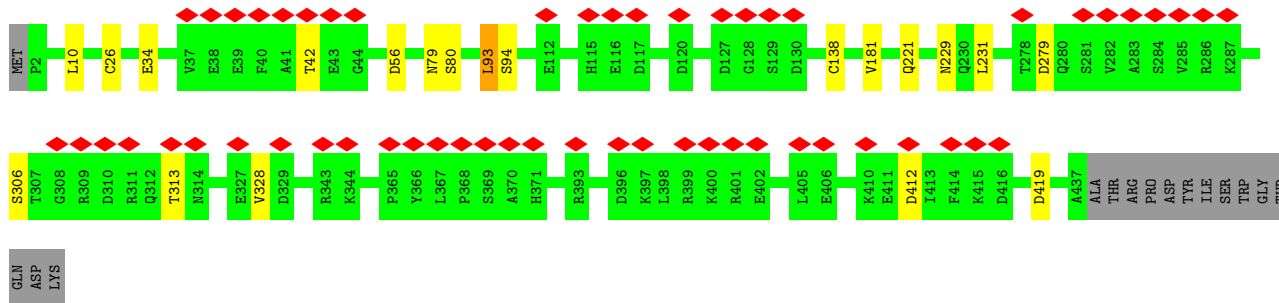 MET P2 L10 C26 E34 V37 E38 E39 F40 A41 T42 E43 G44 D56 N79 S80 L93 S94 E112 H115 E116 D117 D120 D127 G128 S129 D130 C138 V181 Q221 N229 Q230 L231 T278 D279 Q280 S281 V282 A283 S284 V285 R286 K287
S306 T307 G308 R309 D310 R311 Q312 T313 N314 E327 V328 D329 R343 K344 P365 Y366 L367 P368 S369 A370 H371 R393 D396 K397 L398 R399 K400 R401 E402 L405 E406 K410 E411 D412 I413 F414 K415 D416 D419 A437 ALA THR ARG PRO ASP TYR ILE SER TRP GLY
GLN ASP LYS